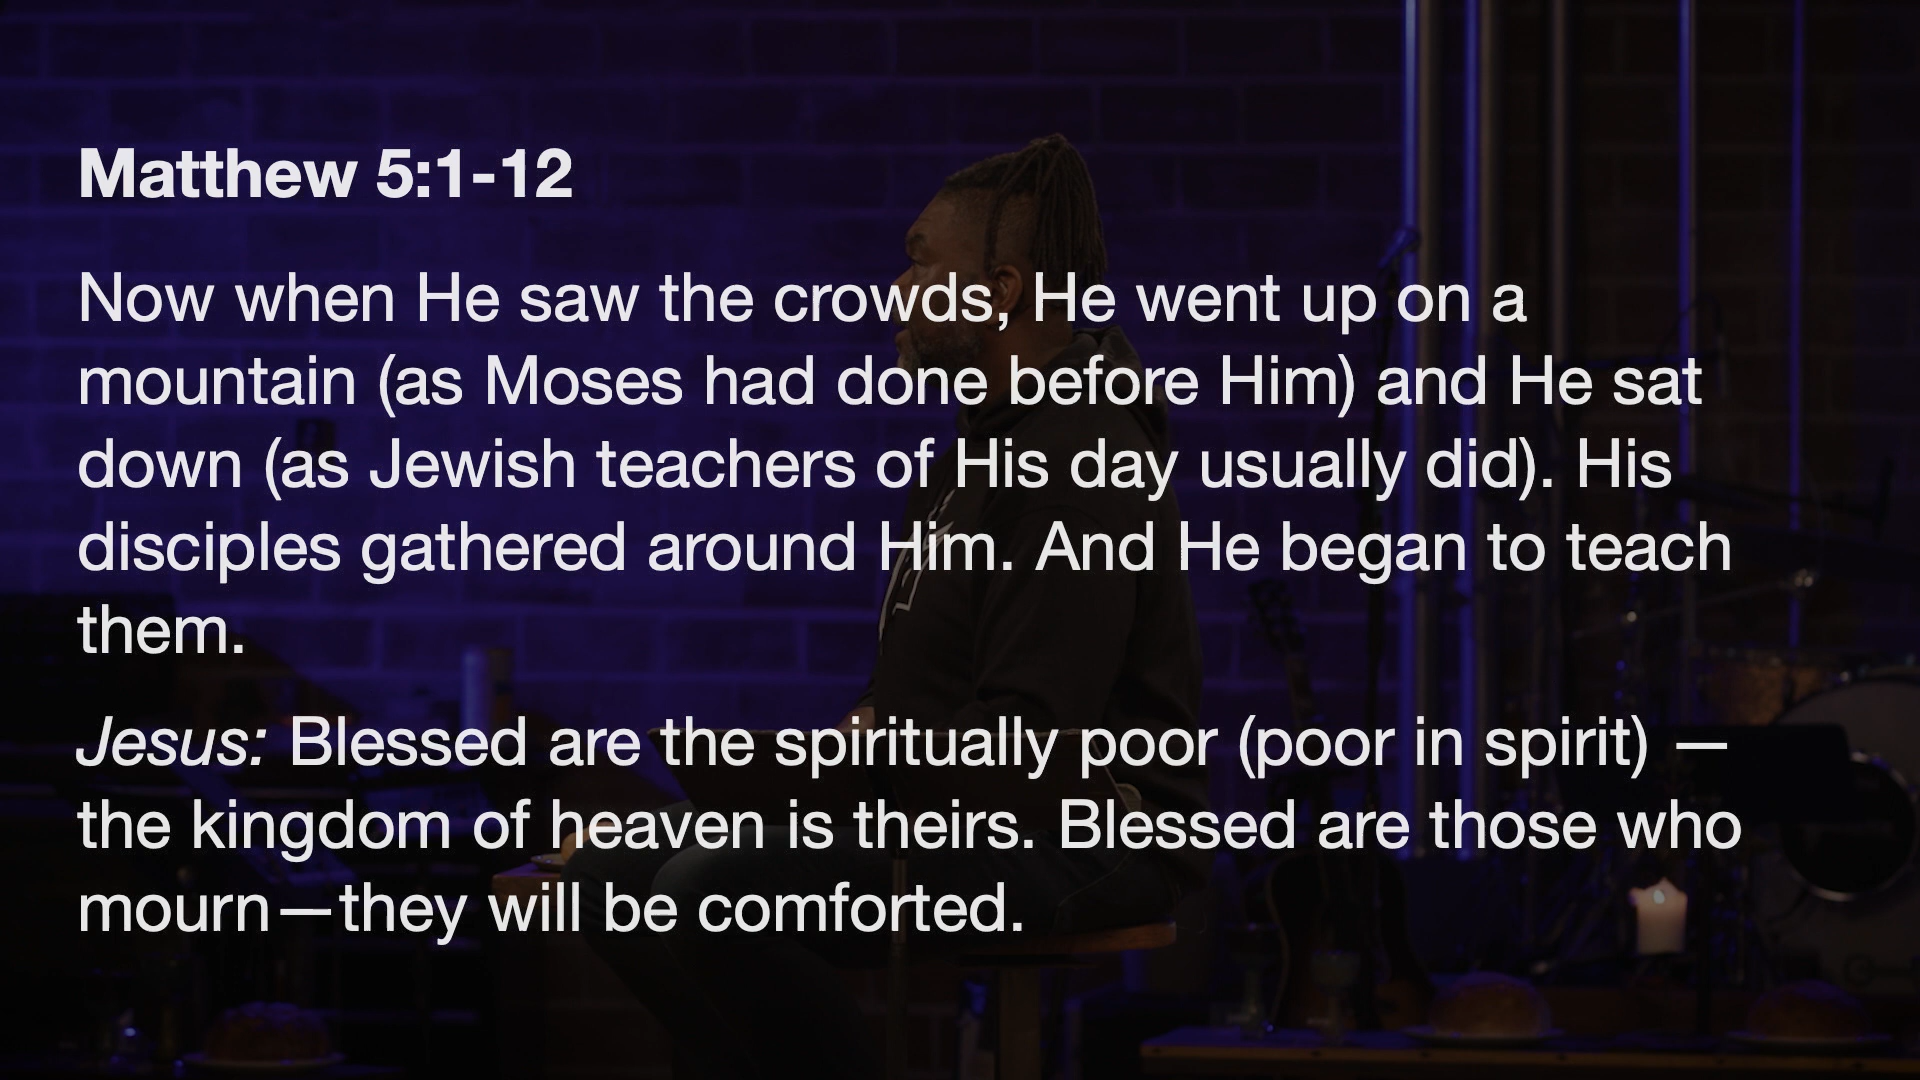 Matthew 5:1-12
Now when He saw the crowds, He went up on a
mountain (as Moses had done before Him) and He sat
down (as Jewish teachers of His day usually did). His
disciples gathered around Him. And He began to teach
them.
Jesus: Blessed are the spiritually poor (poor in spirit) —
the kingdom of heaven is theirs. Blessed are those who
mourn—they will be comforted.